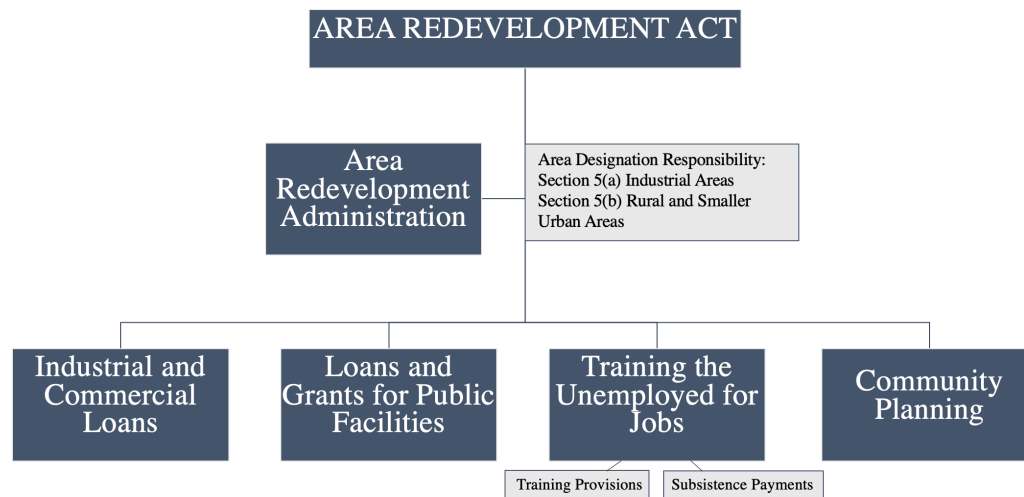 AREA REDEVELOPMENT ACT
Area
Redevelopment
Administration
Area Designation Responsibility:
Section 5(a) Industrial Areas
Section 5(b) Rural and Smaller
Urban Areas
Industrial and
Commercial
Loans
Loans and
Grants for Public
Facilities
Training the
Unemployed for
Jobs
Community
Planning
Training Provisions
Subsistence Payments